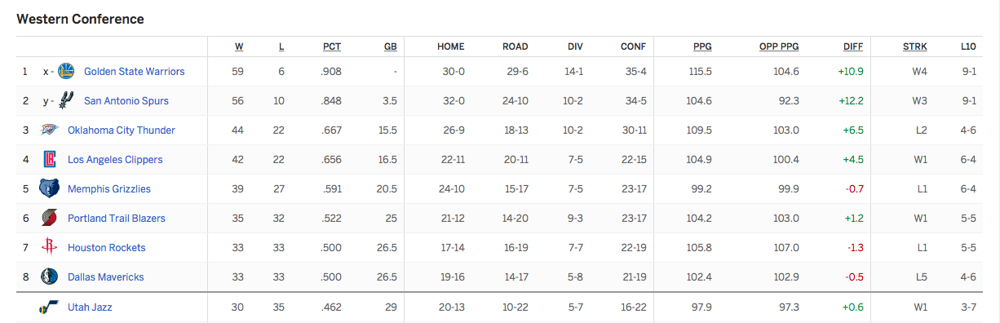 Western Conference
W L PCT GB HOME ROAD DIV CONF PPG OPP PPG DIFF STRK L10
1 x - Golden State Warriors 59 6 .908 - 30-0 29-6 14-1 35-4 115.5 104.6 +10.9 W4 9-1
2 y - San Antonio Spurs 56 10 .848 3.5 32-0 24-10 10-2 34-5 104.6 92.3 +12.2 W3 9-1
3 Oklahoma City Thunder 44 22 .667 15.5 26-9 18-13 10-2 30-11 109.5 103.0 +6.5 L2 4-6
4 Los Angeles Clippers 42 22 .656 16.5 22-11 20-11 7-5 22-15 104.9 100.4 +4.5 W1 6-4
5 Memphis Grizzlies 39 27 .591 20.5 24-10 15-17 7-5 23-17 99.2 99.9 -0.7 L1 6-4
6 Portland Trail Blazers 35 32 .522 25 21-12 14-20 9-3 23-17 104.2 103.0 +1.2 W1 5-5
7 Houston Rockets 33 33 .500 26.5 17-14 16-19 7-7 22-19 105.8 107.0 -1.3 L1 5-5
8 Dallas Mavericks 33 33 .500 26.5 19-16 14-17 5-8 21-19 102.4 102.9 -0.5 L5 4-6
Utah Jazz 30 35 .462 29 20-13 10-22 5-7 16-22 97.9 97.3 +0.6 W1 3-7